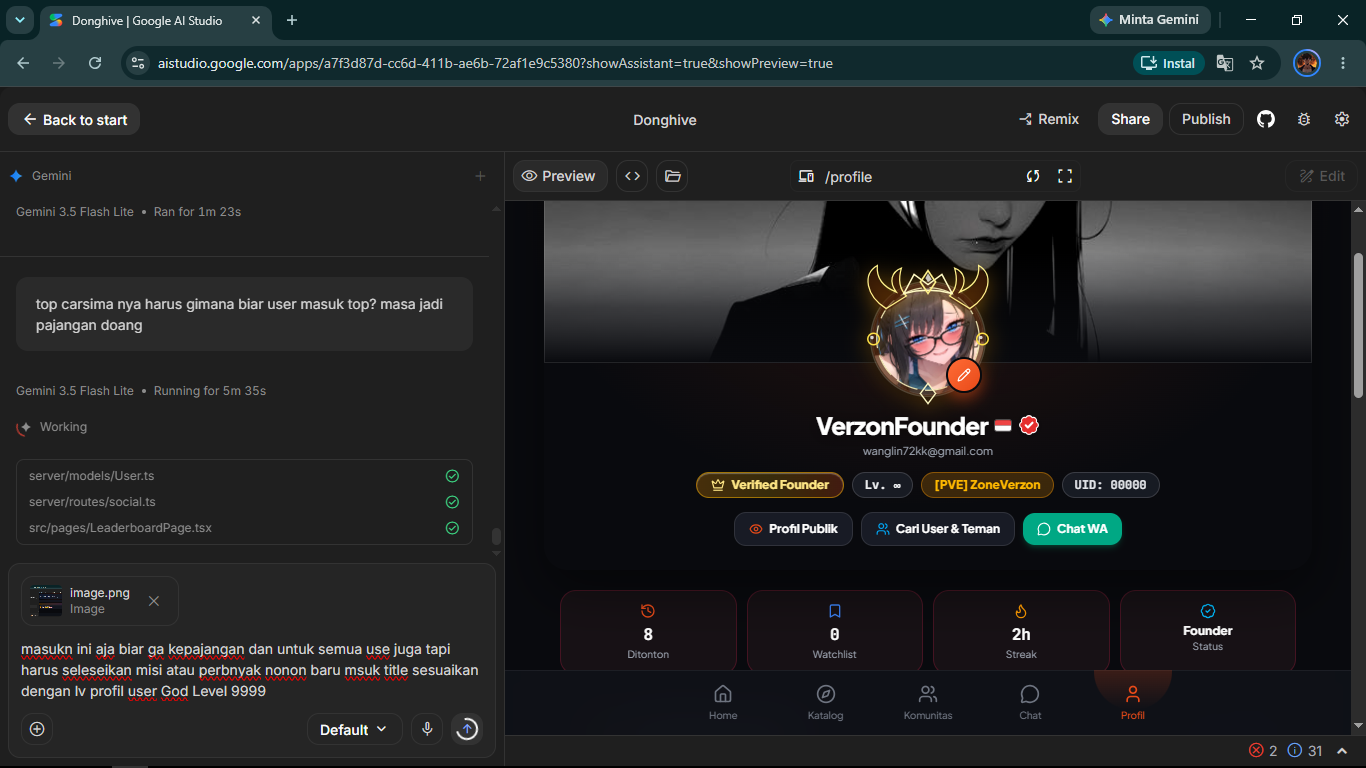 Donghive | Google AI Studio
Minta Gemini
aistudio.google.com/apps/a7f3d87d-cc6d-411b-ae6b-72af1e9c5380?showAssistant=true&showPreview=true
Instal
Back to start
Donghive
Remix
Share
Publish
Gemini
Preview
/profile
Edit
Gemini 3.5 Flash Lite • Ran for 1m 23s
top carsima nya harus gimana biar user masuk top? masa jadi
pajangan doang
Gemini 3.5 Flash Lite • Running for 5m 35s
Working
server/models/User.ts
server/routes/social.ts
src/pages/LeaderboardPage.tsx
image.png
Image
masukn ini aja biar ga kepajangan dan untuk semua use juga tapi
harus seleseikan misi atau perbnyak nonon baru msuk title sesuaikan
dengan lv profil user God Level 9999
Default
VerzonFounder
wanglin72kk@gmail.com
Verified Founder
Lv. ∞
[PVE] ZoneVerzon
UID: 00000
Profil Publik
Cari User & Teman
Chat WA
8
Ditonton
0
Watchlist
2h
Streak
Founder
Status
Home
Katalog
Komunitas
Chat
Profil
2
31